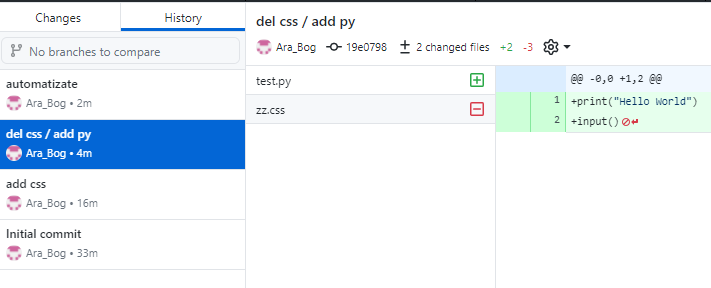 Changes
History
No branches to compare
automatizate
Ara_Bog • 2m
del css / add py
Ara_Bog • 4m
add css
Ara_Bog • 16m
Initial commit
Ara_Bog • 33m
del css / add py
Ara_Bog 19e0798 2 changed files +2 -3
test.py
zz.css
@@ -0,0 +1,2 @@
1 +print("Hello World")
2 +input()